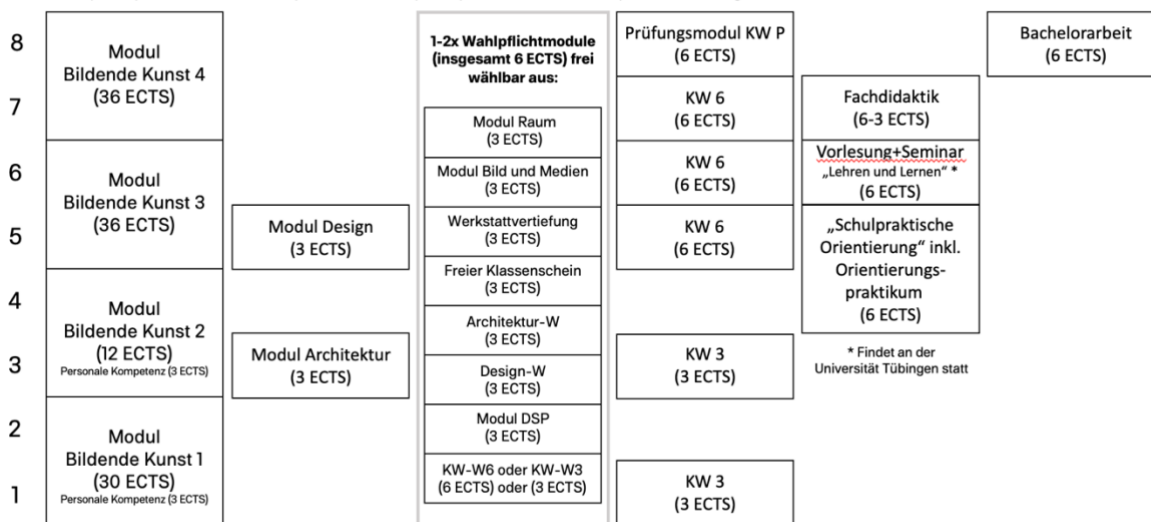 8
7
6
5
4
3
2
1
Modul
Bildende Kunst 4
(36 ECTS)
Modul
Bildende Kunst 3
(36 ECTS)
Modul
Bildende Kunst 2
(12 ECTS)
Personale Kompetenz (3 ECTS)
Modul
Bildende Kunst 1
(30 ECTS)
Personale Kompetenz (3 ECTS)
Modul Design
(3 ECTS)
Modul Architektur
(3 ECTS)
1-2x Wahlpflichtmodule
(insgesamt 6 ECTS) frei
wählbar aus:
Modul Raum
(3 ECTS)
Modul Bild und Medien
(3 ECTS)
Werkstattvertiefung
(3 ECTS)
Freier Klassenschein
(3 ECTS)
Architektur-W
(3 ECTS)
Design-W
(3 ECTS)
Modul DSP
(3 ECTS)
KW-W6 oder KW-W3
(6 ECTS) oder (3 ECTS)
Prüfungsmodul KW P
(6 ECTS)
KW 6
(6 ECTS)
KW 6
(6 ECTS)
KW 6
(6 ECTS)
KW 3
(3 ECTS)
KW 3
(3 ECTS)
Fachdidaktik
(6-3 ECTS)
Vorlesung+Seminar
„Lehren und Lernen“ *
(6 ECTS)
„Schulpraktische
Orientierung“ inkl.
Orientierungs-
praktikum
(6 ECTS)
* Findet an der
Universität Tübingen statt
Bachelorarbeit
(6 ECTS)